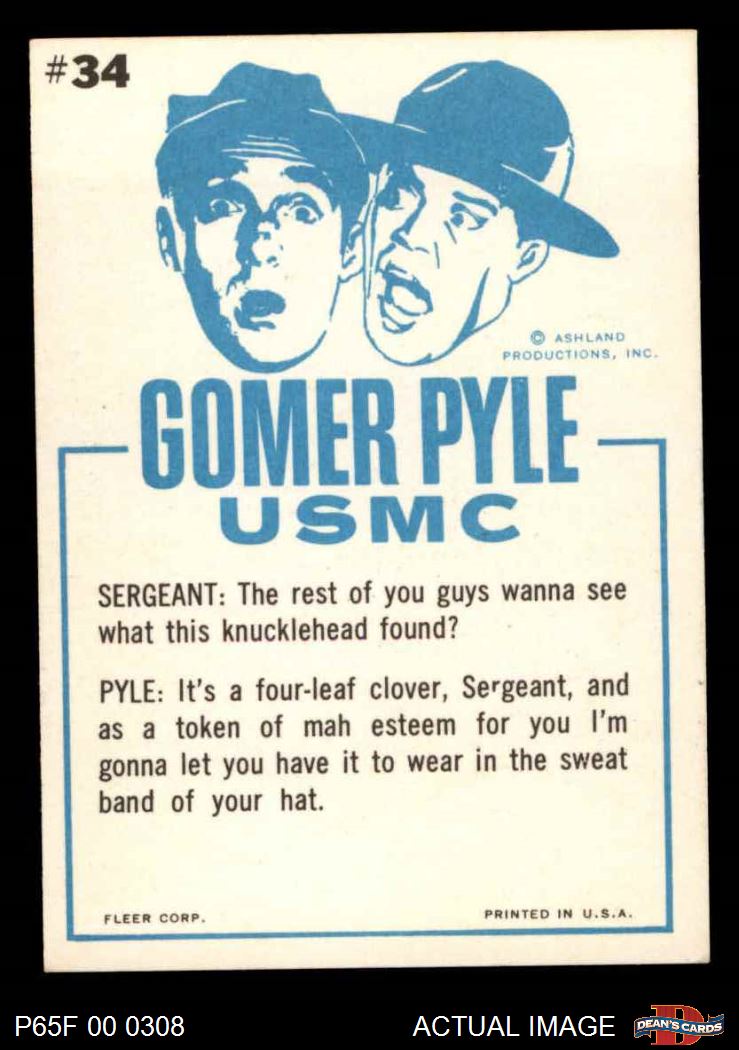 #34
© ASHLAND
PRODUCTIONS, INC.
GOMER PYLE
USMC
SERGEANT: The rest of you guys wanna see
what this knucklehead found?
PYLE: It's a four-leaf clover, Sergeant, and
as a token of mah esteem for you I'm
gonna let you have it to wear in the sweat
band of your hat.
FLEER CORP.
PRINTED IN U.S.A.
P65F 00 0308
ACTUAL IMAGE
DEAN'S CARDS